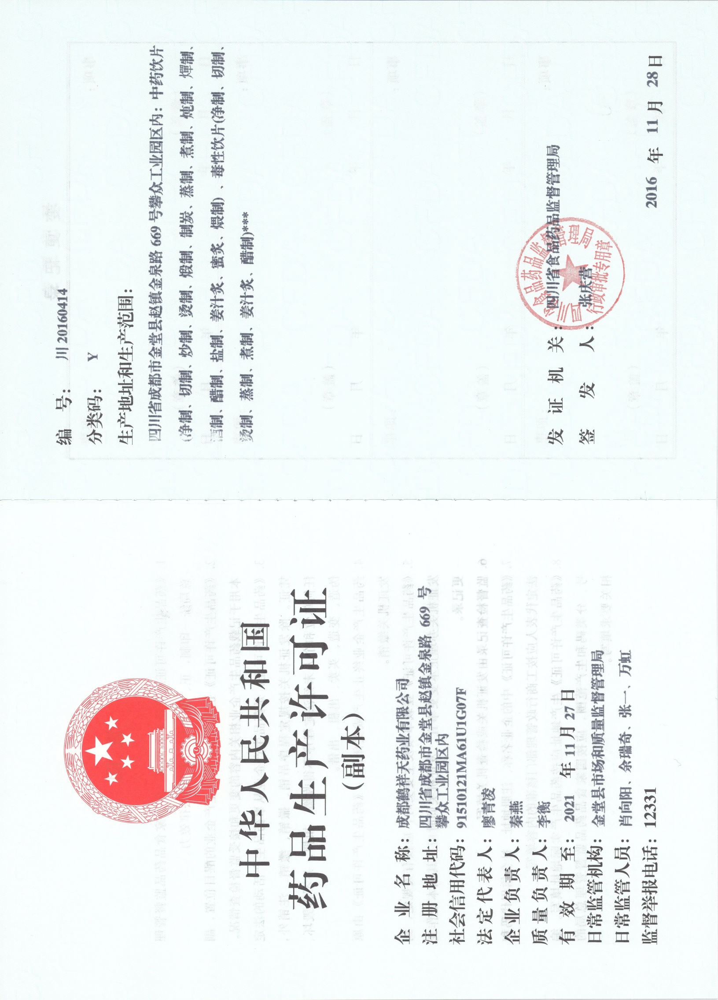 中华人民共和国
药品生产许可证
（副本）
企业名称：成都鹤祥天药业有限公司
注册地址：四川省成都市金堂县赵镇金泉路 669 号
攀众工业园区内
社会信用代码：91510121MA61U1G07F
法定代表人：廖青凌
企业负责人：秦燕
质量负责人：李衡
有效期至：2021 年 11 月 27 日
日常监管机构：金堂县市场和质量监督管理局
日常监管人员：肖向阳、余瑞奇、张一、万虹
监督举报电话：12331
编号：川 20160414
分类码：Y
生产地址和生产范围：
四川省成都市金堂县赵镇金泉路 669 号攀众工业园区内：中药饮片
(净制、切制、炒制、烫制、煅制、制炭、蒸制、煮制、炖制、燀制、
酒制、醋制、盐制、姜汁炙、蜜炙、煨制)、毒性饮片(净制、切制、
烫制、蒸制、煮制、姜汁炙、醋制)***
发证机关：四川省食品药品监督管理局
签发人：张庆营
四川省食品药品监督管理局
行政审批专用章
2016 年 11 月 28 日